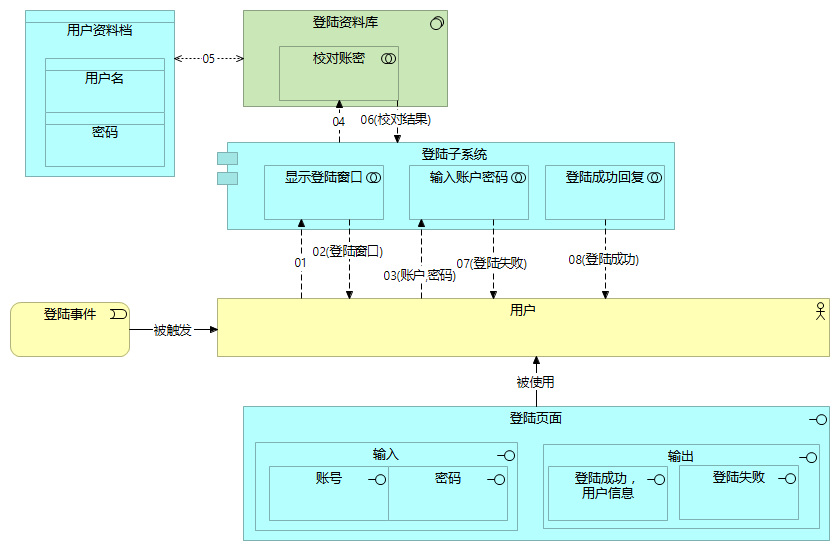 用户资料档
用户名
密码
05
登陆资料库
校对账密
04
06(校对结果)
登陆子系统
显示登陆窗口
输入账户密码
登陆成功回复
01
02(登陆窗口)
03(账户,密码)
07(登陆失败)
08(登陆成功)
登陆事件
被触发
用户
被使用
登陆页面
输入
账号
密码
输出
登陆成功，
用户信息
登陆失败